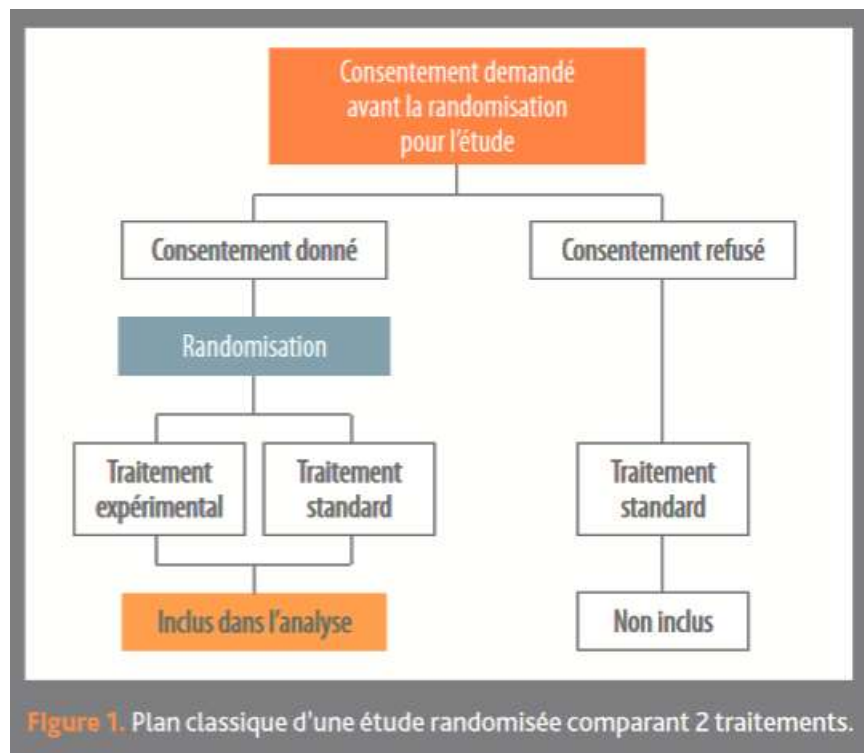 Consentement demandé
avant la randomisation
pour l'étude
Consentement donné
Consentement refusé
Randomisation
Traitement
expérimental
Traitement
standard
Traitement
standard
Inclus dans l'analyse
Non inclus
Figure 1. Plan classique d'une étude randomisée comparant 2 traitements.